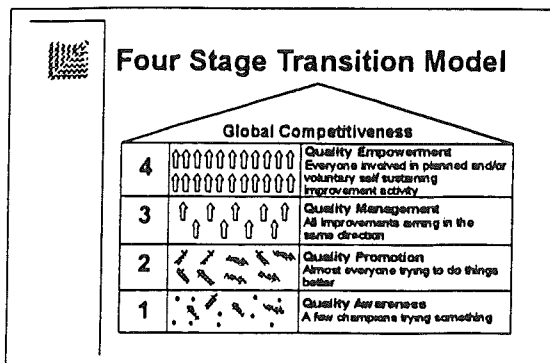 Four Stage Transition Model
Global Competitiveness
4
Quality Empowerment
Everyone involved in planned and/or
voluntary self sustaining
improvement activity
3
Quality Management
All improvements aiming in the
same direction
2
Quality Promotion
Almost everyone trying to do things
better
1
Quality Awareness
A few champions trying something